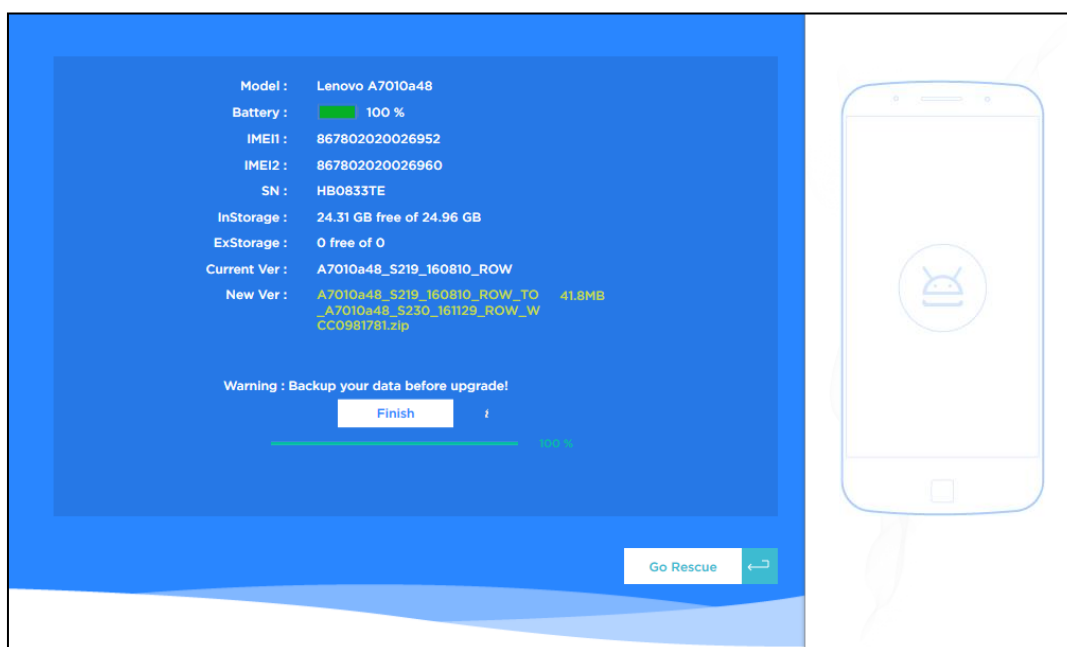 Model : Lenovo A7010a48
Battery : 100 %
IMEI1 : 867802020026952
IMEI2 : 867802020026960
SN : HB0833TE
InStorage : 24.31 GB free of 24.96 GB
ExStorage : 0 free of 0
Current Ver : A7010a48_S219_160810_ROW
New Ver : A7010a48_S219_160810_ROW_TO 41.8MB
_A7010a48_S230_161129_ROW_W
CC0981781.zip
Warning : Backup your data before upgrade!
Finish i
100 %
Go Rescue